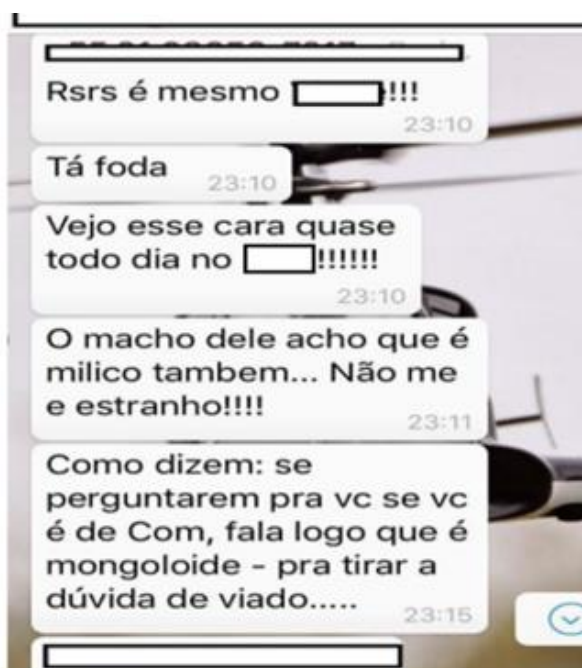 Rsrs é mesmo !!!
23:10
Tá foda
23:10
Vejo esse cara quase
todo dia no !!!!!!
23:10
O macho dele acho que é
milico tambem... Não me
e estranho!!!!
23:11
Como dizem: se
perguntarem pra vc se vc
é de Com, fala logo que é
mongoloide - pra tirar a
dúvida de viado.....
23:15